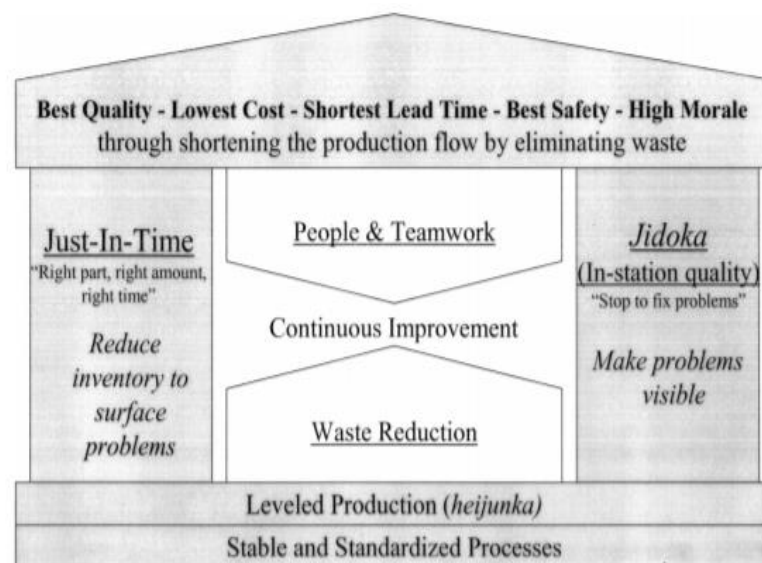 Best Quality - Lowest Cost - Shortest Lead Time - Best Safety - High Morale
through shortening the production flow by eliminating waste
Just-In-Time
“Right part, right amount,
right time”
Reduce
inventory to
surface
problems
People & Teamwork
Continuous Improvement
Waste Reduction
Jidoka
(In-station quality)
“Stop to fix problems”
Make problems
visible
Leveled Production (heijunka)
Stable and Standardized Processes